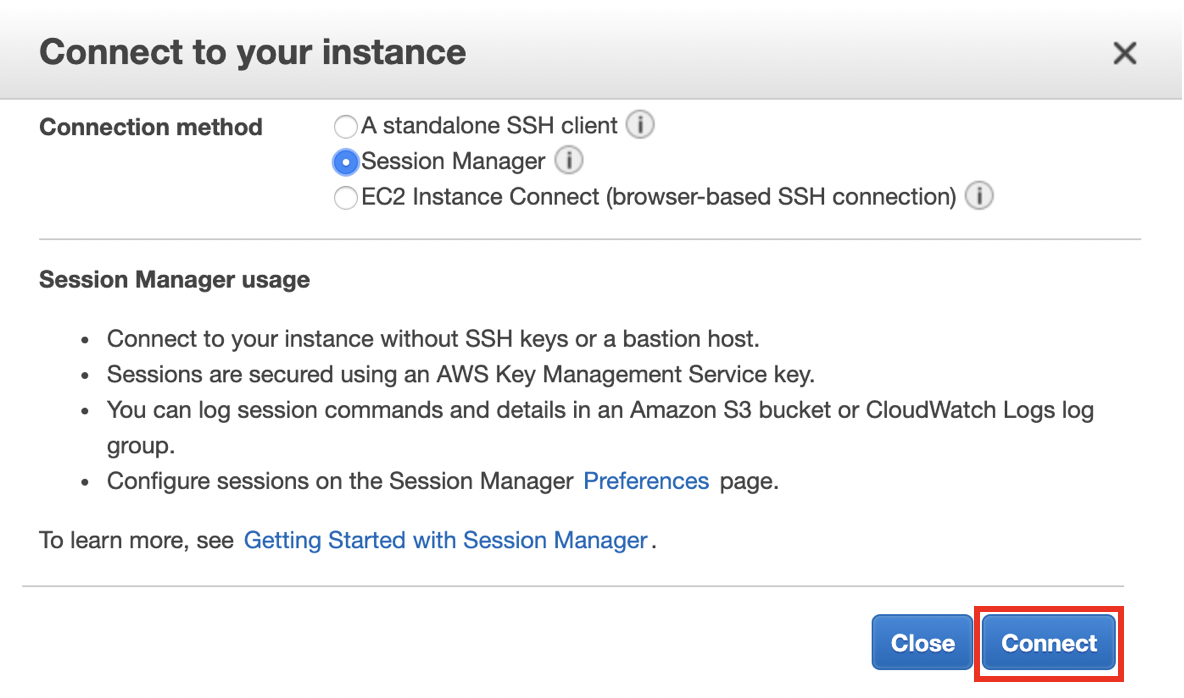 Connect to your instance
Connection method
A standalone SSH client
Session Manager
EC2 Instance Connect (browser-based SSH connection)
Session Manager usage
• Connect to your instance without SSH keys or a bastion host.
• Sessions are secured using an AWS Key Management Service key.
• You can log session commands and details in an Amazon S3 bucket or CloudWatch Logs log
group.
• Configure sessions on the Session Manager Preferences page.
To learn more, see Getting Started with Session Manager.
Close Connect